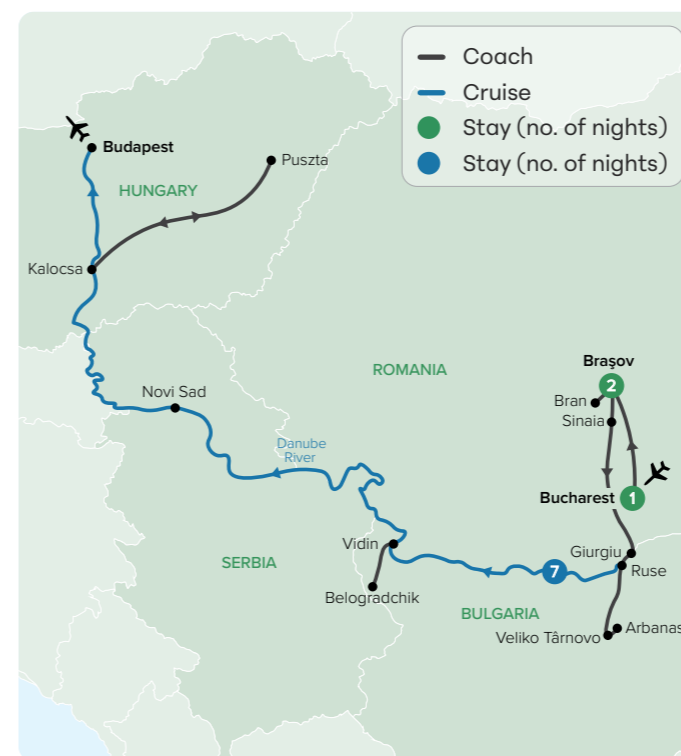 Coach
Cruise
Stay (no. of nights)
Stay (no. of nights)
Budapest
Puszta
HUNGARY
Kalocsa
ROMANIA
Braşov
2
Bran
Sinaia
Novi Sad
Danube
River
Bucharest
1
Vidin
Giurgiu
SERBIA
7
Ruse
Belogradchik
BULGARIA
Arbanas
Veliko Târnovo